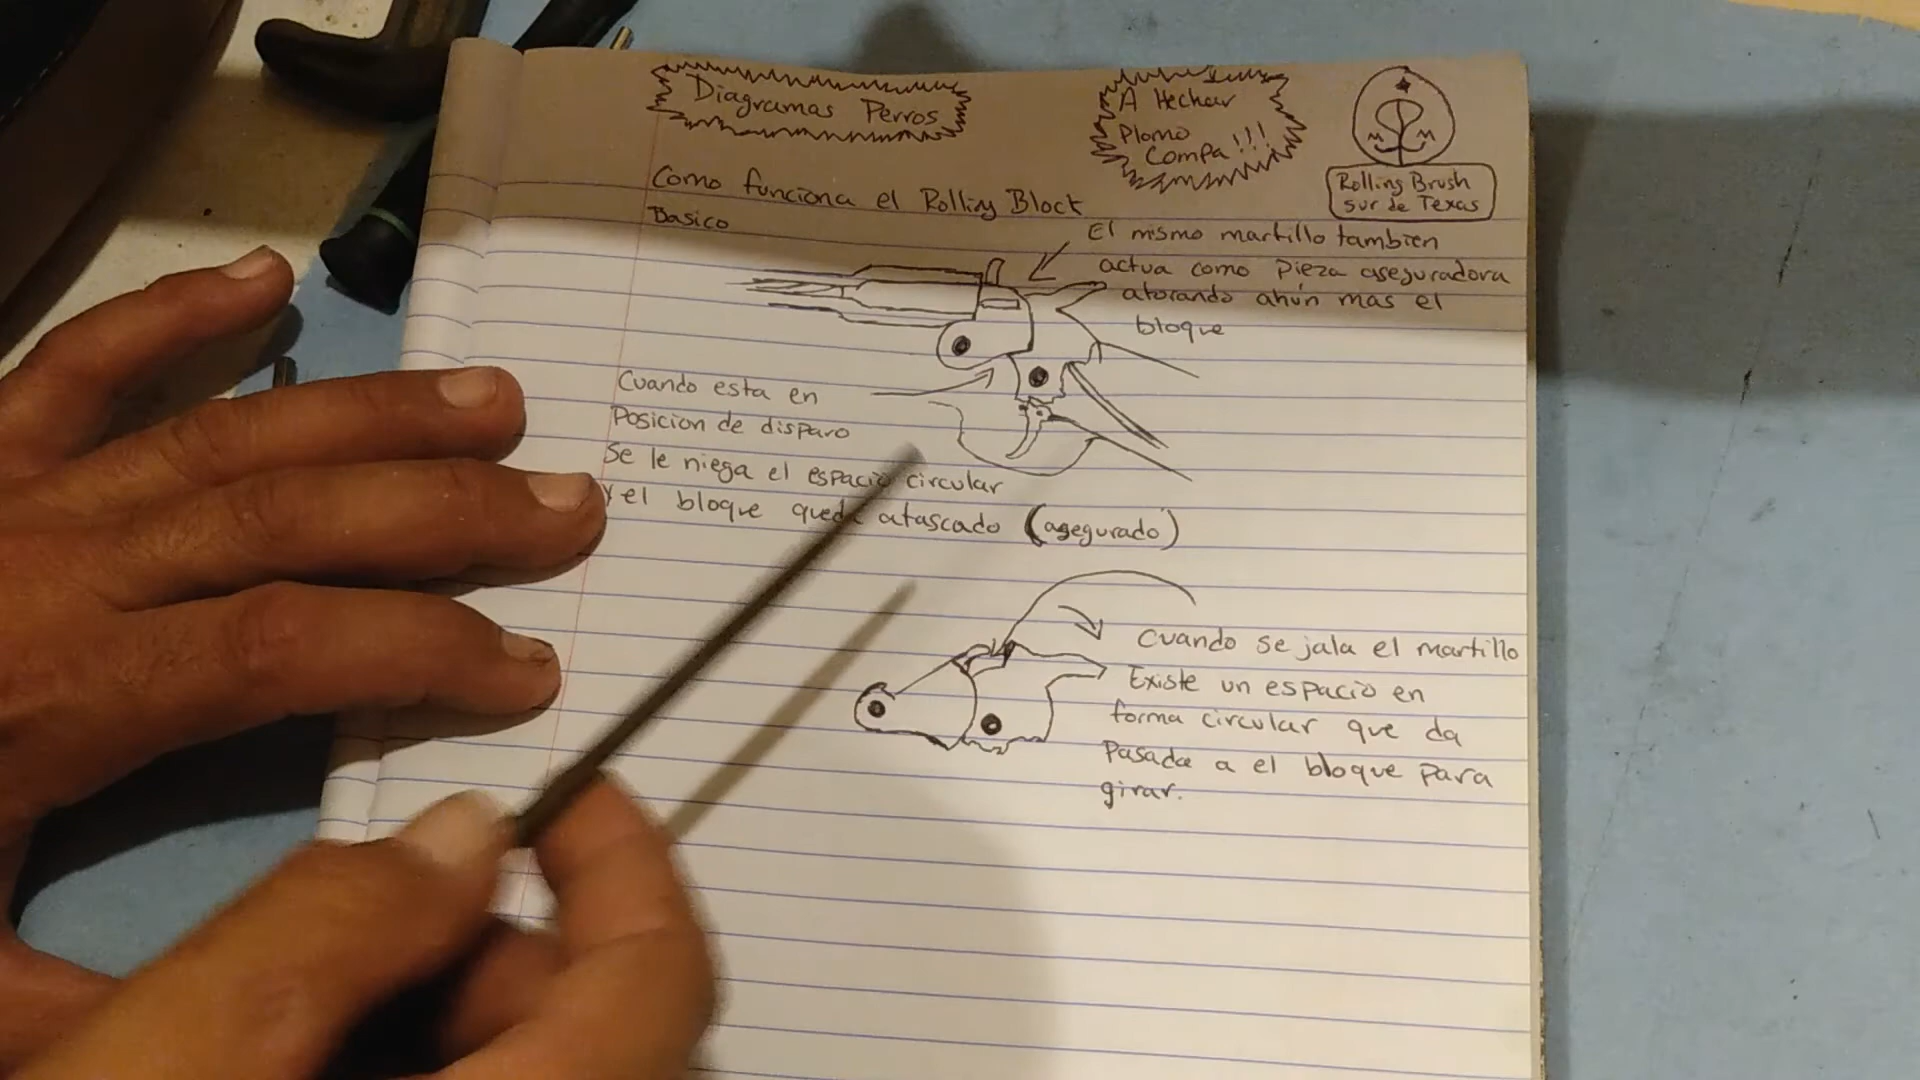 Diagramas Perros
A Hechar
Plomo
Compa!!!
Rolling Brush
Sur de Texas
Como funciona el Rolling Block
Basico
El mismo martillo tambien
actua como Pieza aseguradora
atorando ahún mas el
bloque
Cuando esta en
Posicion de disparo
Se le niega el espacio circular
Y el bloque queda atascado (asegurado)
Cuando se jala el martillo
Existe un espacio en
forma circular que da
Pasada a el bloque para
girar.